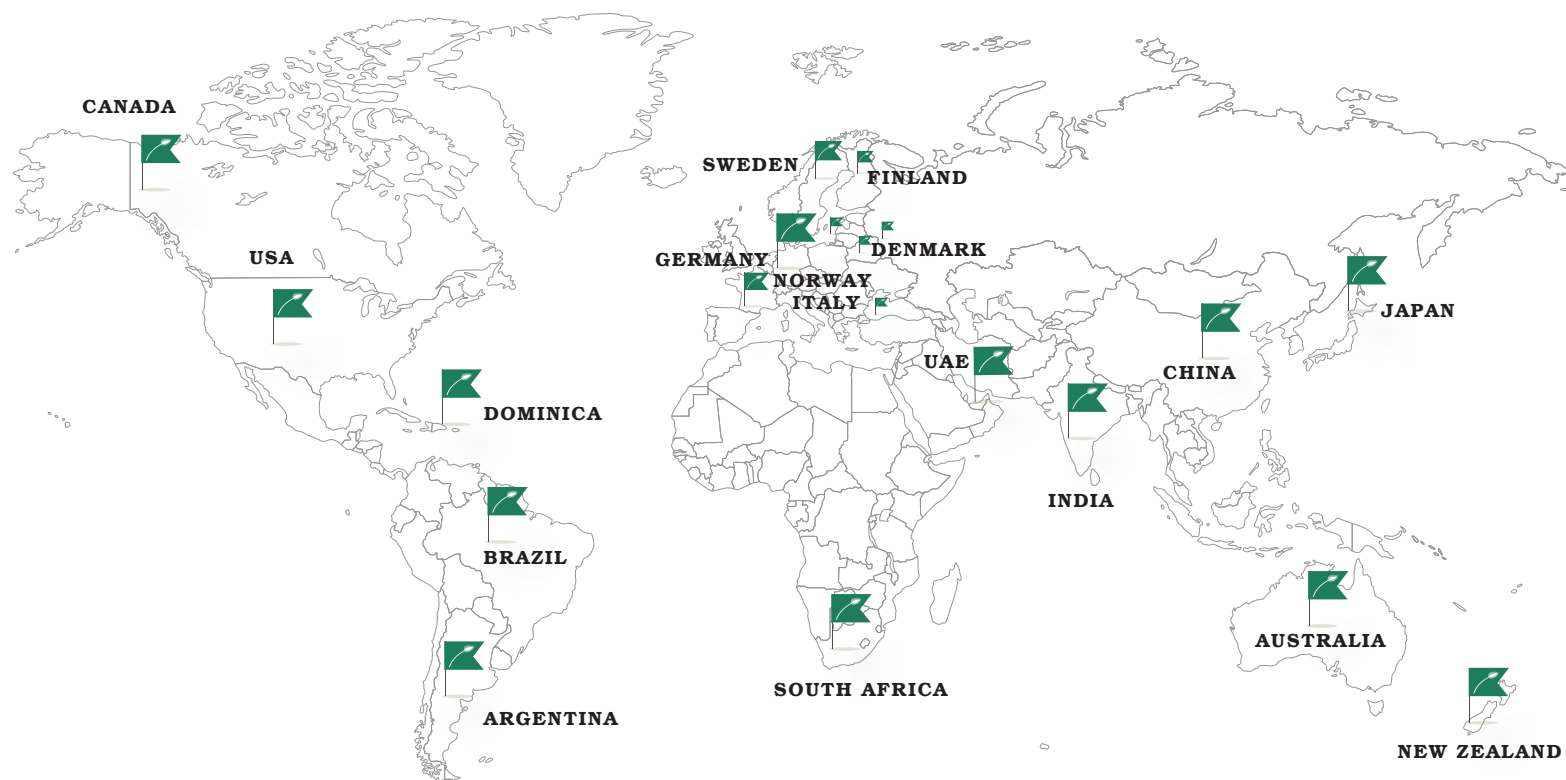 CANADA
SWEDEN
FINLAND
USA
GERMANY
DENMARK
NORWAY
ITALY
JAPAN
UAE
CHINA
DOMINICA
INDIA
BRAZIL
AUSTRALIA
SOUTH AFRICA
ARGENTINA
NEW ZEALAND